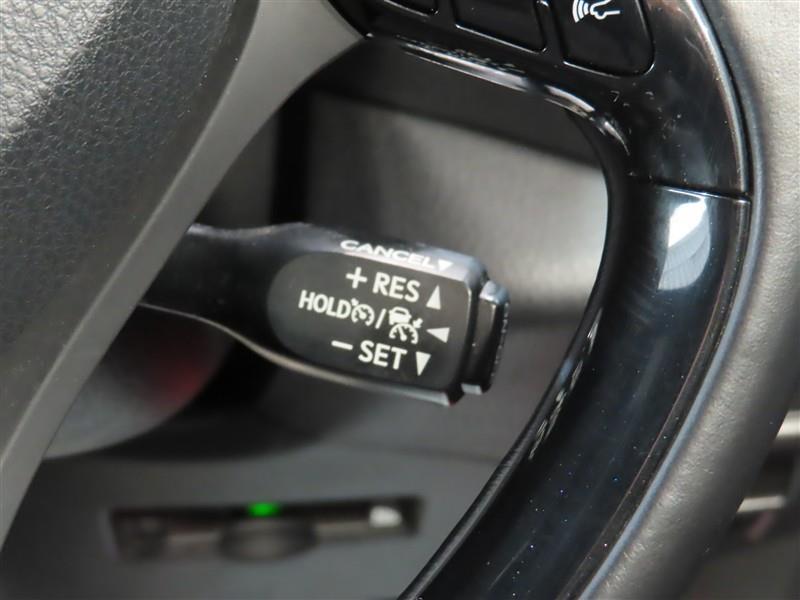 CANCEL
+ RES ▲
HOLD / ◀
− SET ▼